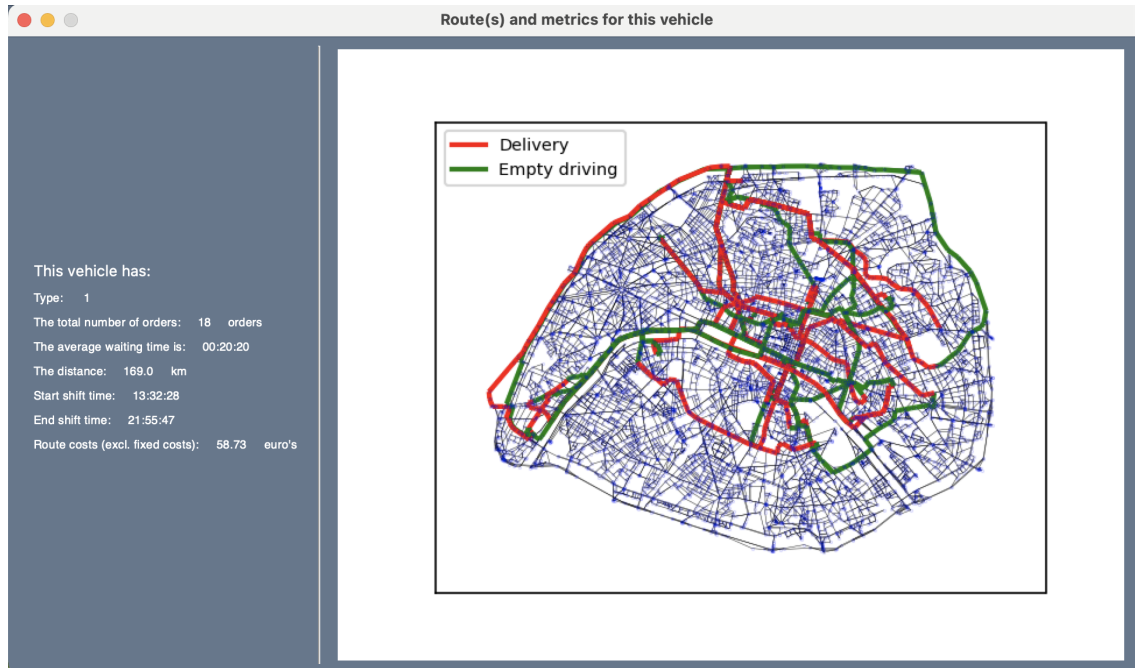 Route(s) and metrics for this vehicle
Delivery
Empty driving
This vehicle has:
Type: 1
The total number of orders: 18 orders
The average waiting time is: 00:20:20
The distance: 169.0 km
Start shift time: 13:32:28
End shift time: 21:55:47
Route costs (excl. fixed costs): 58.73 euro's